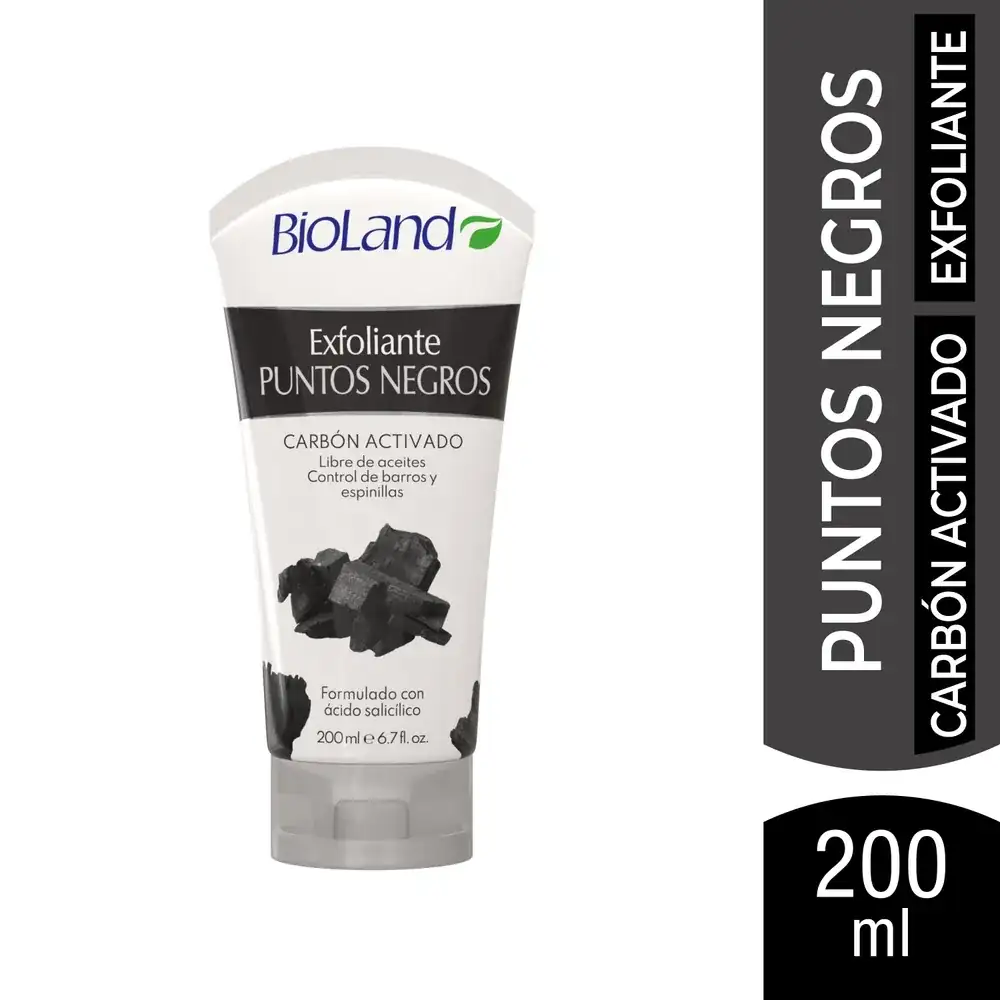 BioLand
Exfoliante
PUNTOS NEGROS
CARBÓN ACTIVADO
Libre de aceites
Control de barros y
espinillas
Formulado con
ácido salicílico
200 ml e 6.7 fl. oz.
PUNTOS NEGROS
CARBÓN ACTIVADO
EXFOLIANTE
200
ml